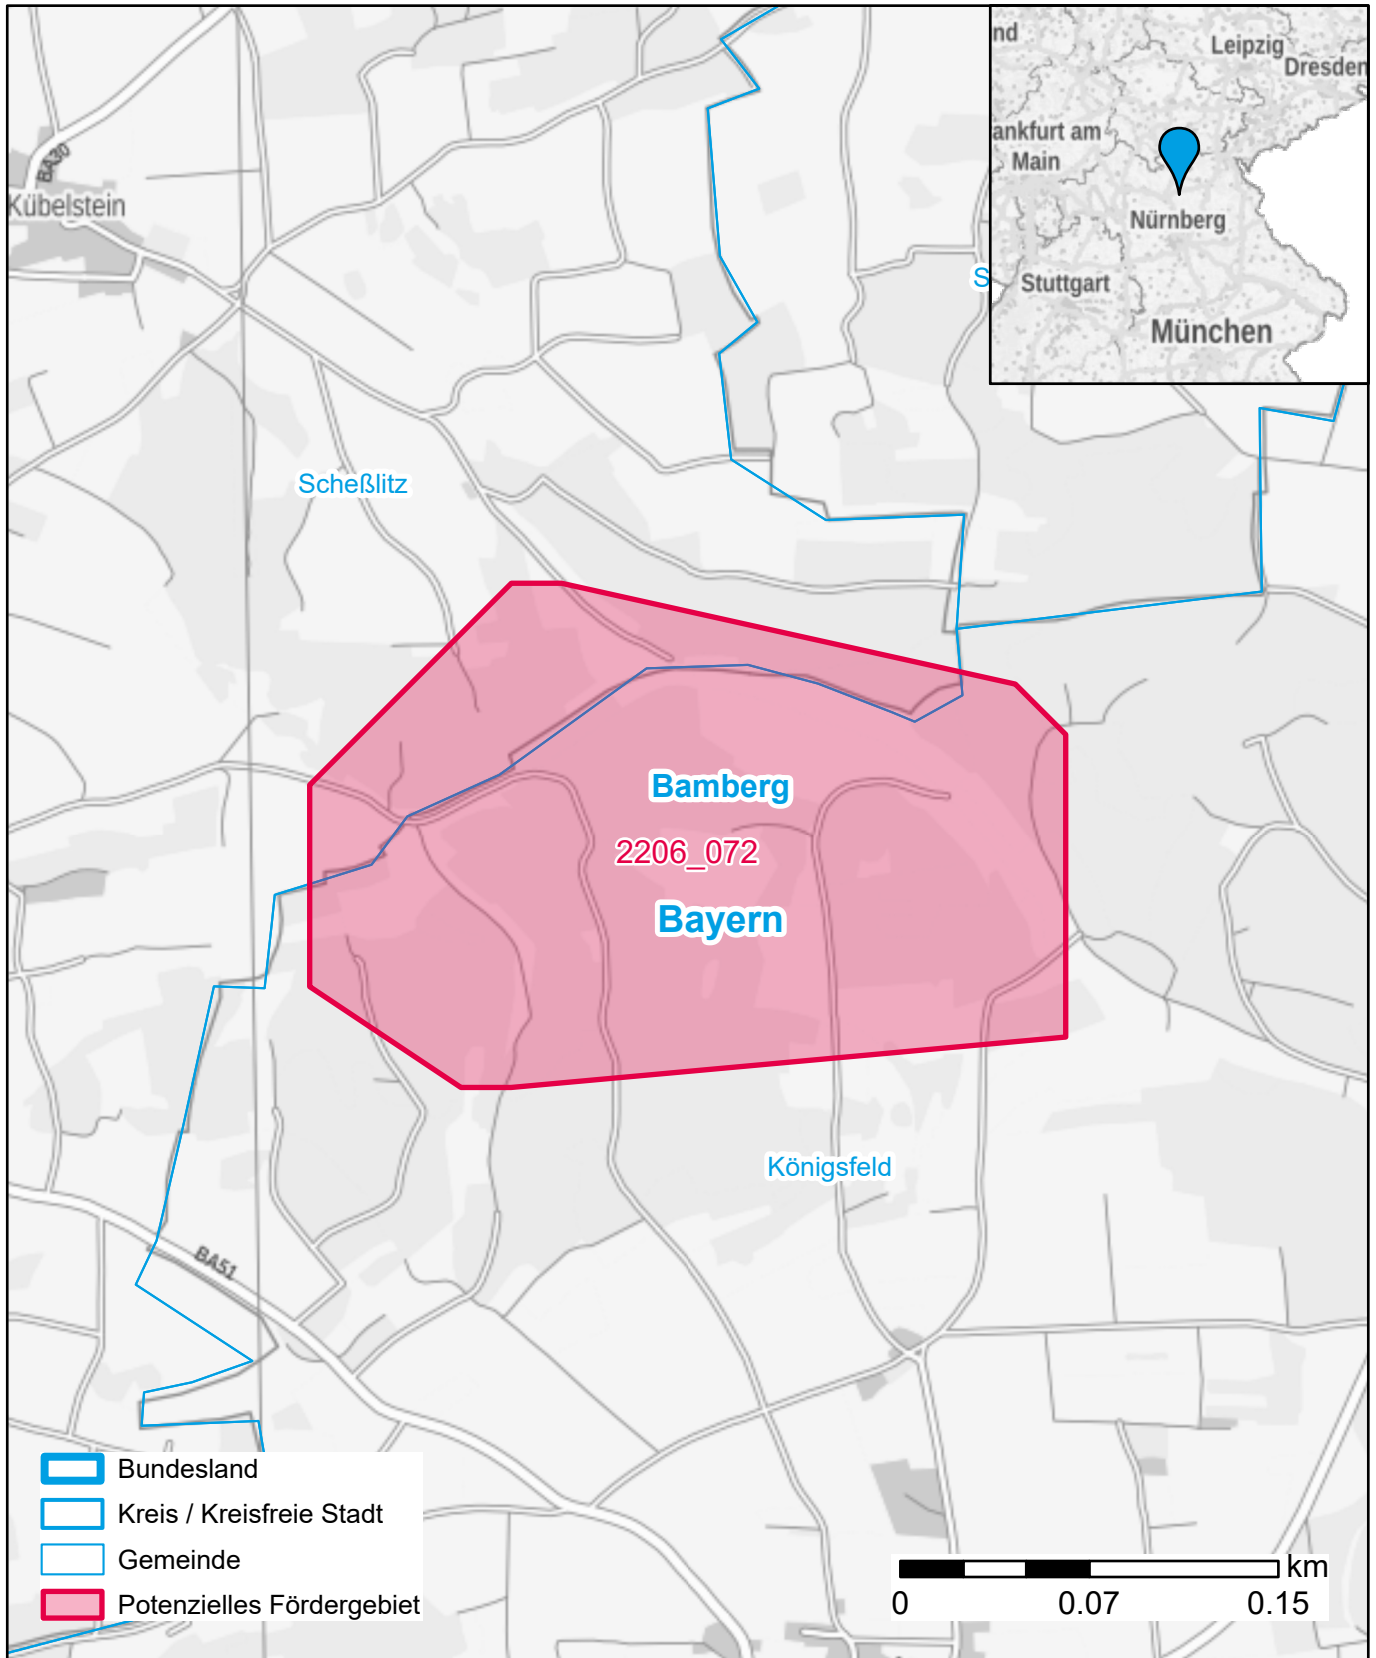 nd
Leipzig
Dresden
ankfurt am
Main
Nürnberg
Stuttgart
München
BA30
Kübelstein
S
Scheßlitz
Bamberg
2206_072
Bayern
Königsfeld
BA51
Bundesland
Kreis / Kreisfreie Stadt
Gemeinde
Potenzielles Fördergebiet
km
0 0.07 0.15